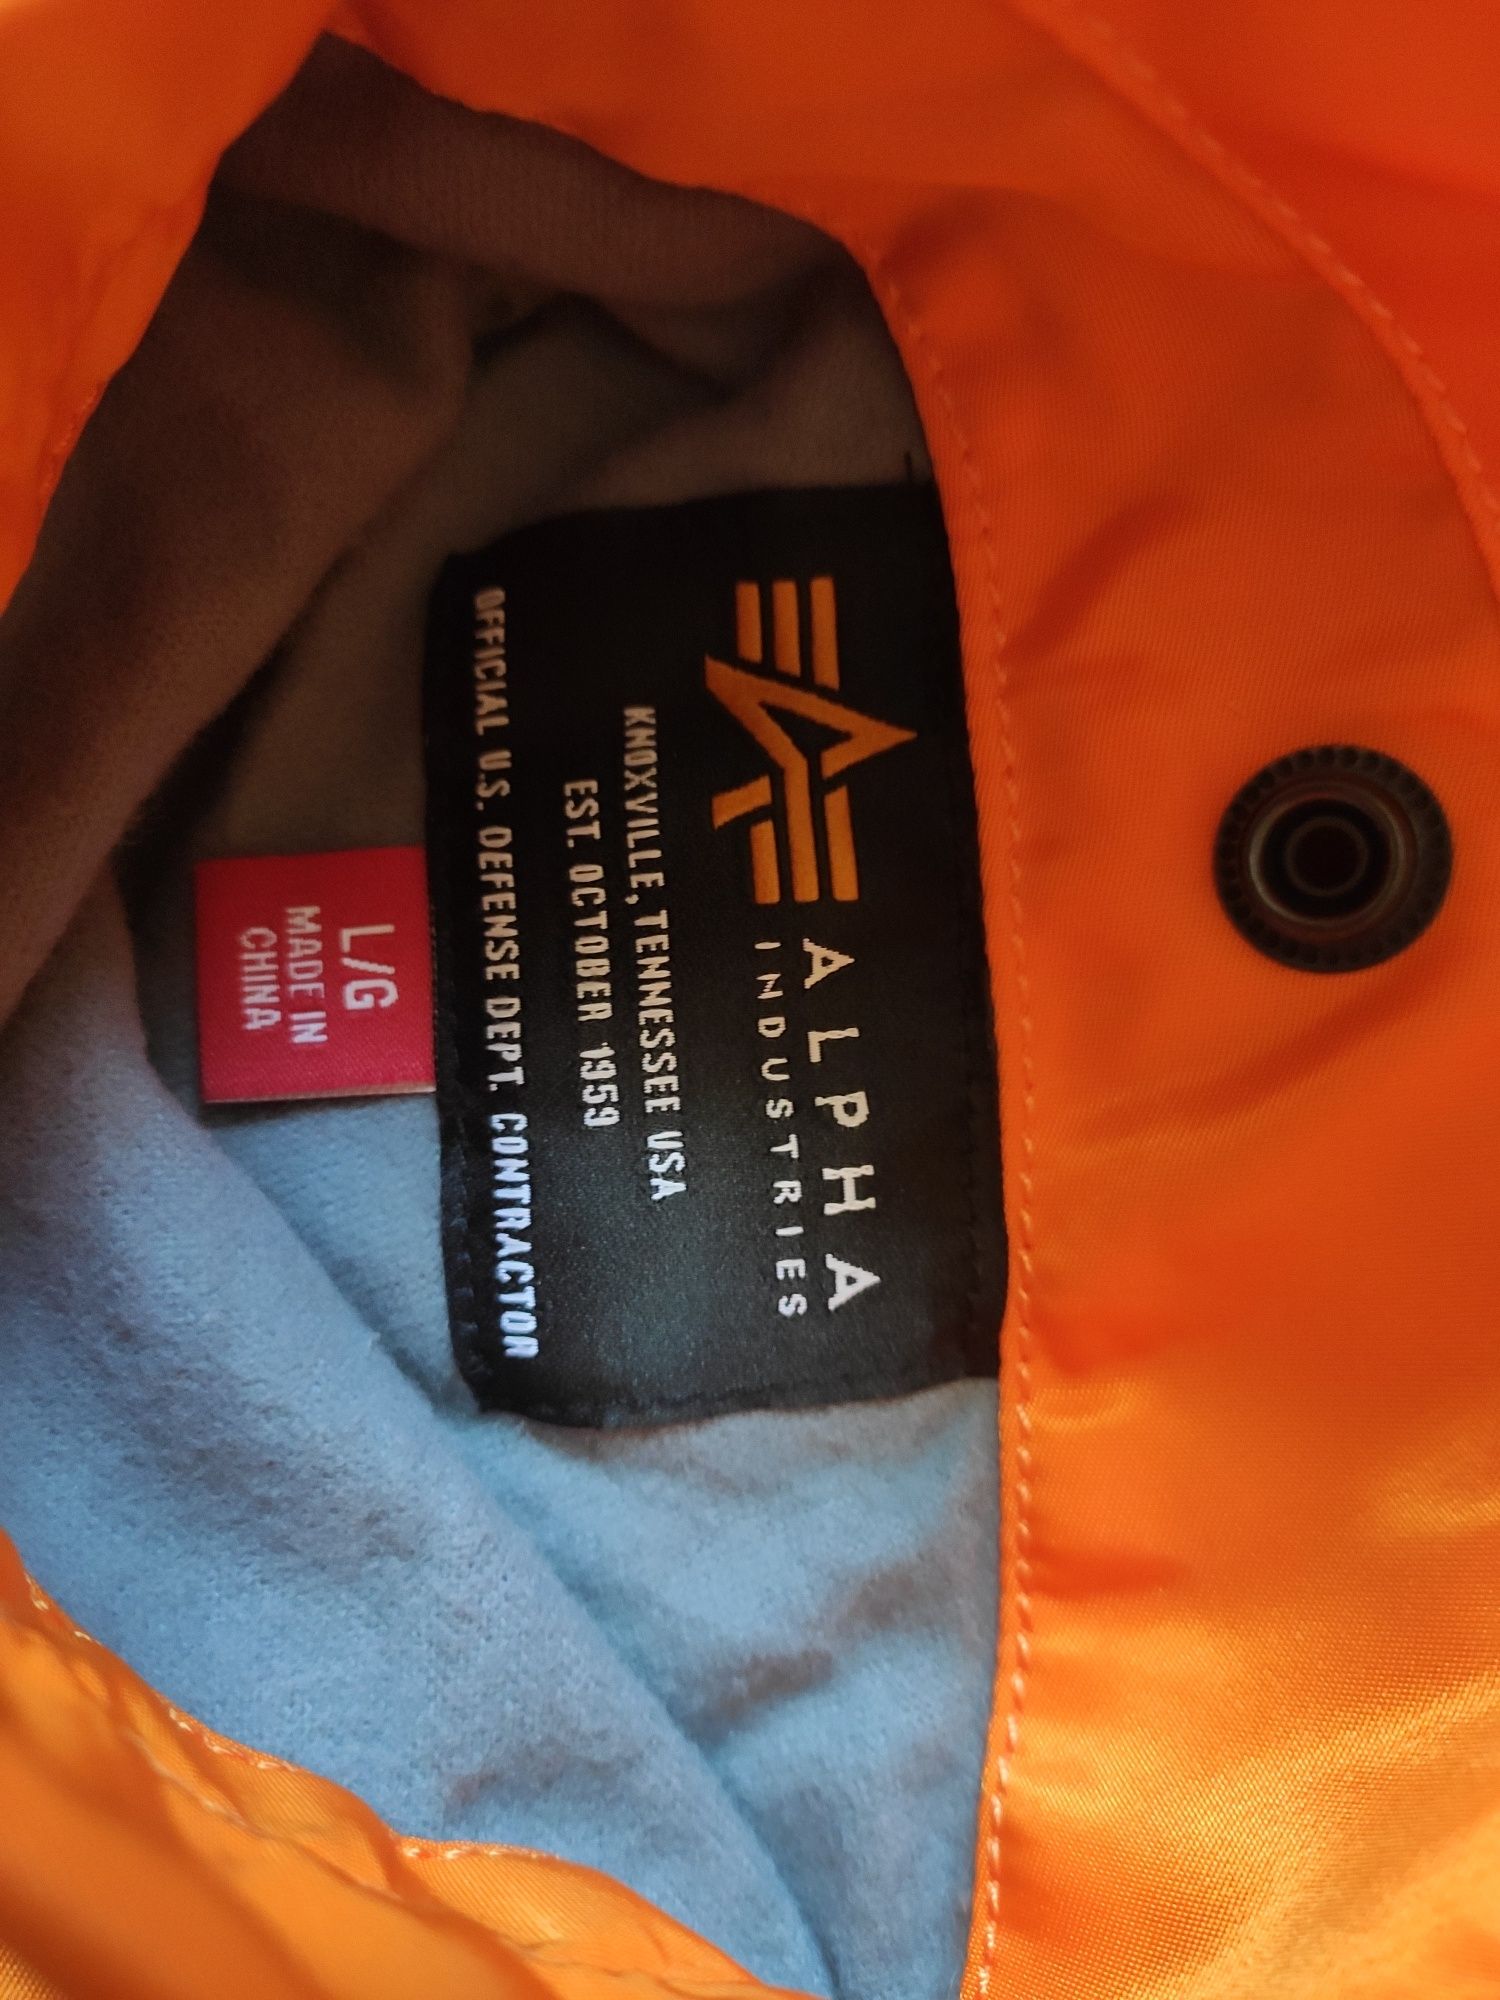 ALPHA
INDUSTRIES
KNOXVILLE, TENNESSEE USA
EST. OCTOBER 1959
OFFICIAL U.S. DEFENSE DEPT. CONTRACTOR
L/G
MADE IN
CHINA